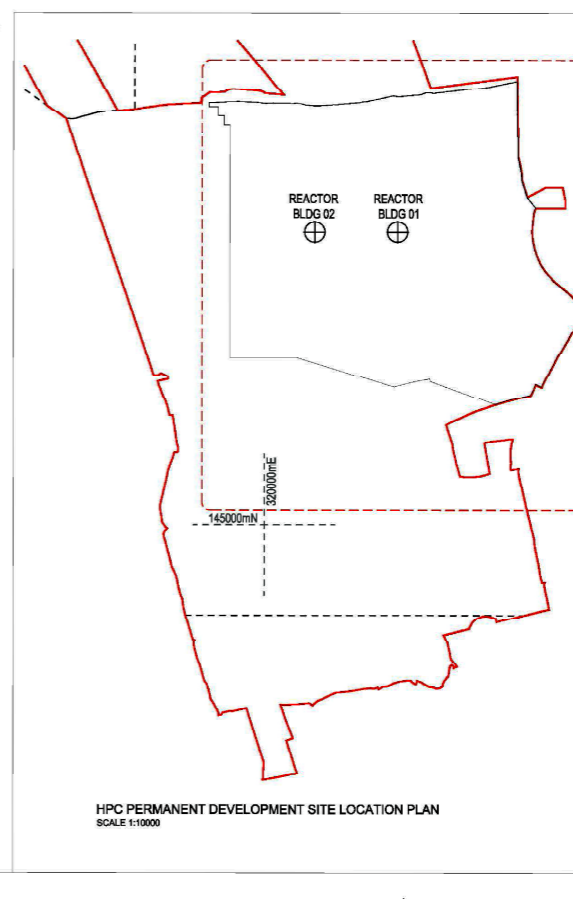 REACTOR
BLDG 02
REACTOR
BLDG 01
320000mE
145000mN
HPC PERMANENT DEVELOPMENT SITE LOCATION PLAN
SCALE 1:10000